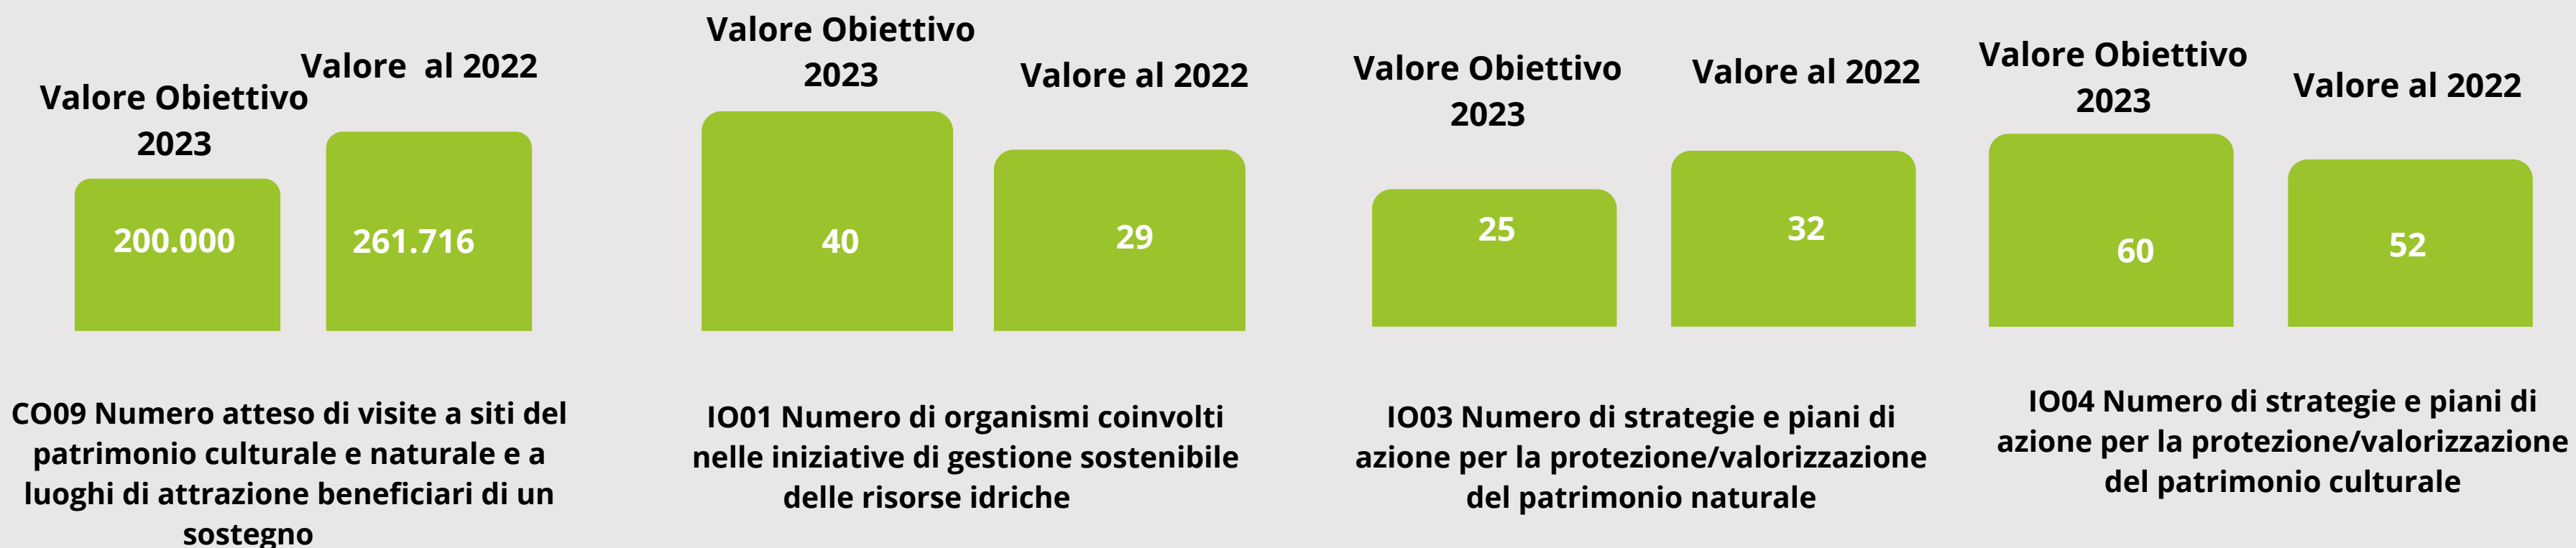 Valore Obiettivo
2023
Valore al 2022
200.000
261.716
CO09 Numero atteso di visite a siti del
patrimonio culturale e naturale e a
luoghi di attrazione beneficiari di un
sostegno
Valore Obiettivo
2023
Valore al 2022
40
29
IO01 Numero di organismi coinvolti
nelle iniziative di gestione sostenibile
delle risorse idriche
Valore Obiettivo
2023
Valore al 2022
25
32
IO03 Numero di strategie e piani di
azione per la protezione/valorizzazione
del patrimonio naturale
Valore Obiettivo
2023
Valore al 2022
60
52
IO04 Numero di strategie e piani di
azione per la protezione/valorizzazione
del patrimonio culturale